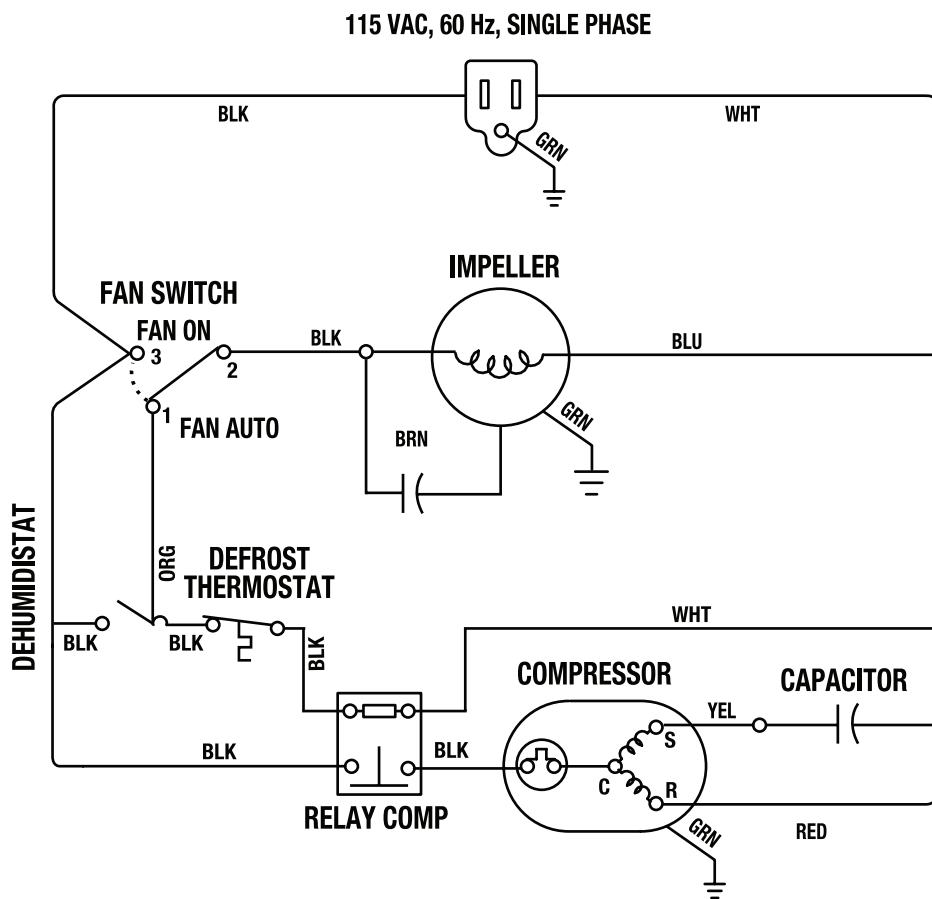 115 VAC, 60 Hz, SINGLE PHASE
BLK
WHT
GRN
IMPELLER
FAN SWITCH
FAN ON
3
2
BLK
BLU
1
FAN AUTO
GRN
BRN
DEHUMIDISTAT
ORG
DEFROST
THERMOSTAT
BLK
BLK
BLK
WHT
COMPRESSOR
CAPACITOR
YEL
S
BLK
BLK
C
R
RELAY COMP
GRN
RED